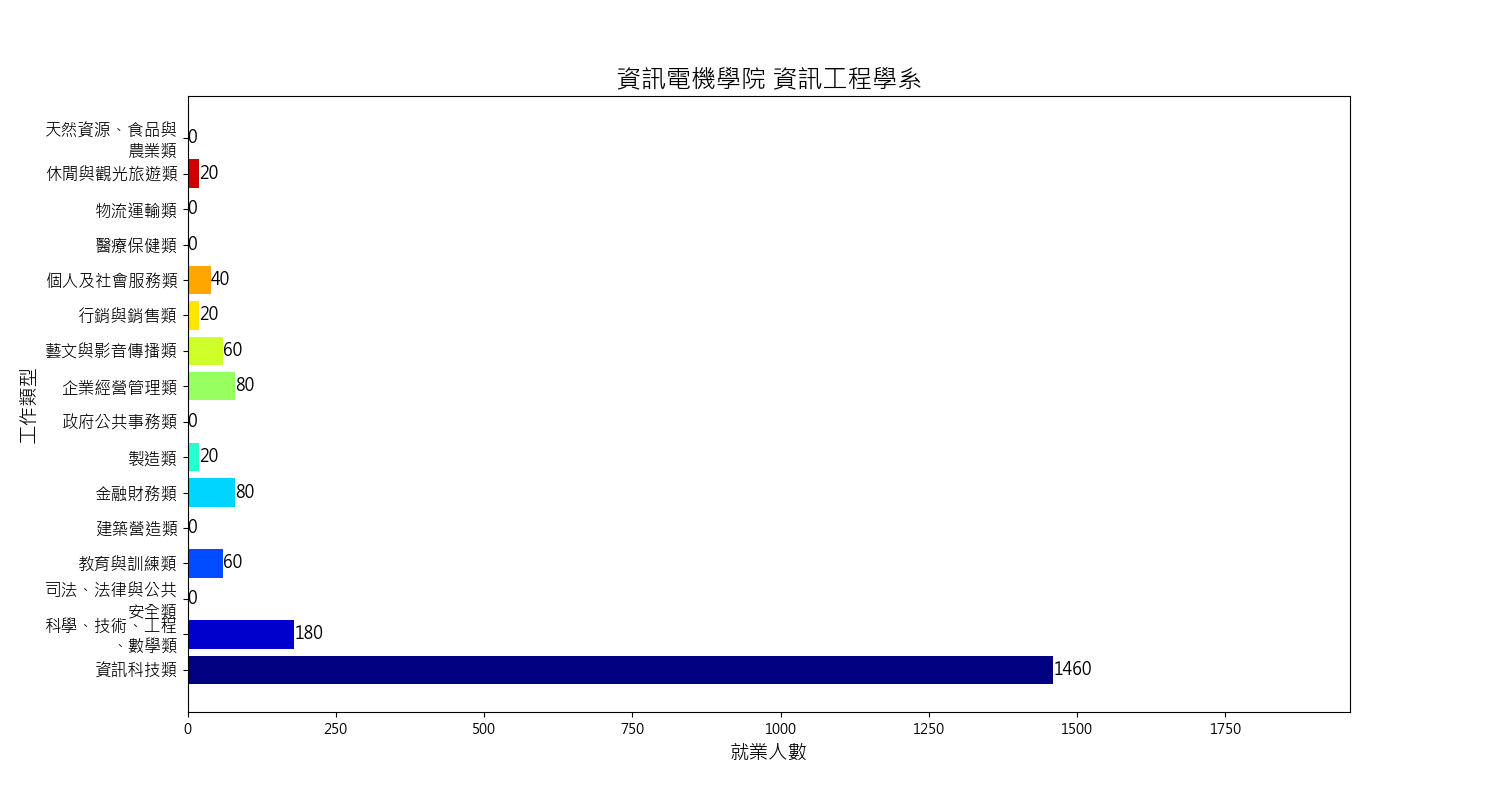 資訊電機學院 資訊工程學系
天然資源、食品與
農業類
0
休閒與觀光旅遊類
20
物流運輸類
0
醫療保健類
0
個人及社會服務類
40
行銷與銷售類
20
藝文與影音傳播類
60
企業經營管理類
80
政府公共事務類
0
製造類
20
金融財務類
80
建築營造類
0
教育與訓練類
60
司法、法律與公共
安全類
0
科學、技術、工程
、數學類
180
資訊科技類
1460
工作類型
0 250 500 750 1000 1250 1500 1750
就業人數